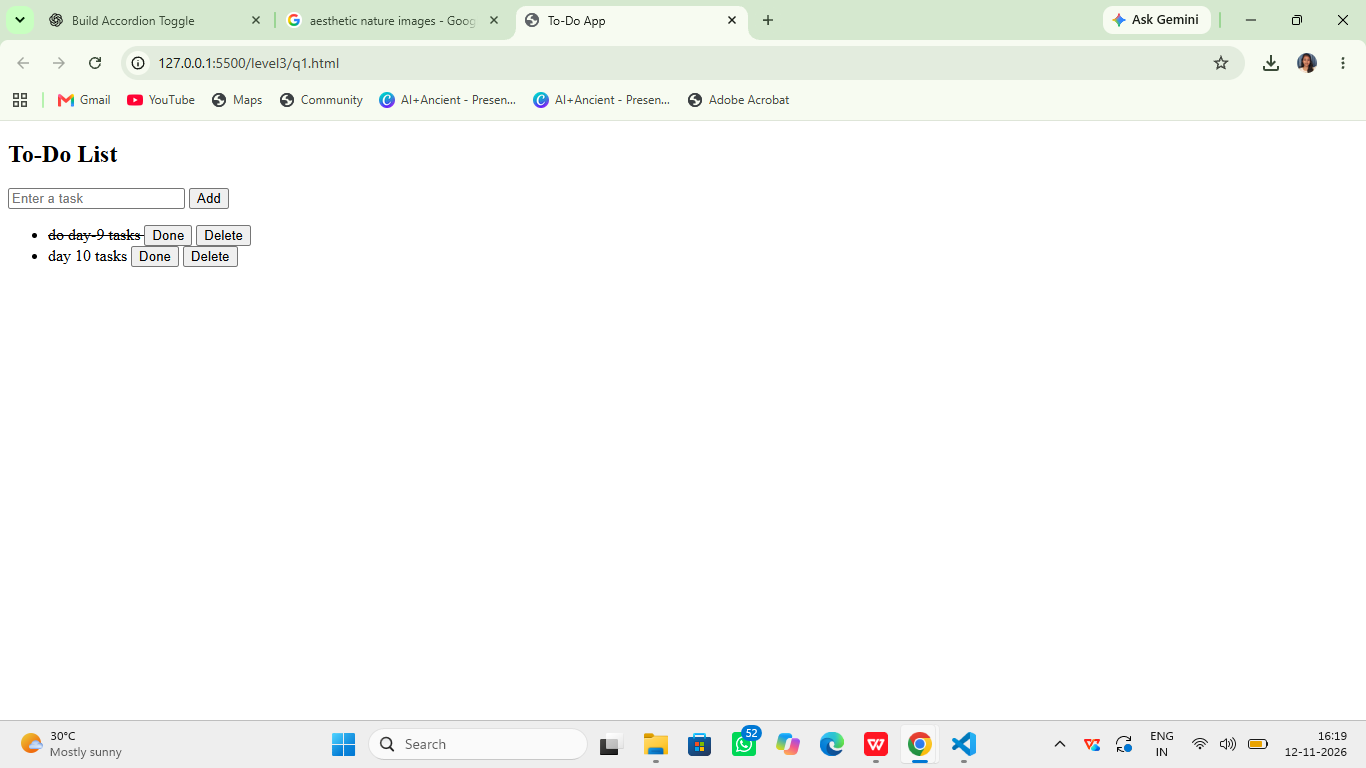 Build Accordion Toggle
aesthetic nature images - Goog
To-Do App
Ask Gemini
127.0.0.1:5500/level3/q1.html
Gmail
YouTube
Maps
Community
AI+Ancient - Presen...
AI+Ancient - Presen...
Adobe Acrobat
To-Do List
Enter a task Add
do day-9 tasks Done Delete
day 10 tasks Done Delete
30°C
Mostly sunny
Search
52
ENG
IN
16:19
12-11-2026